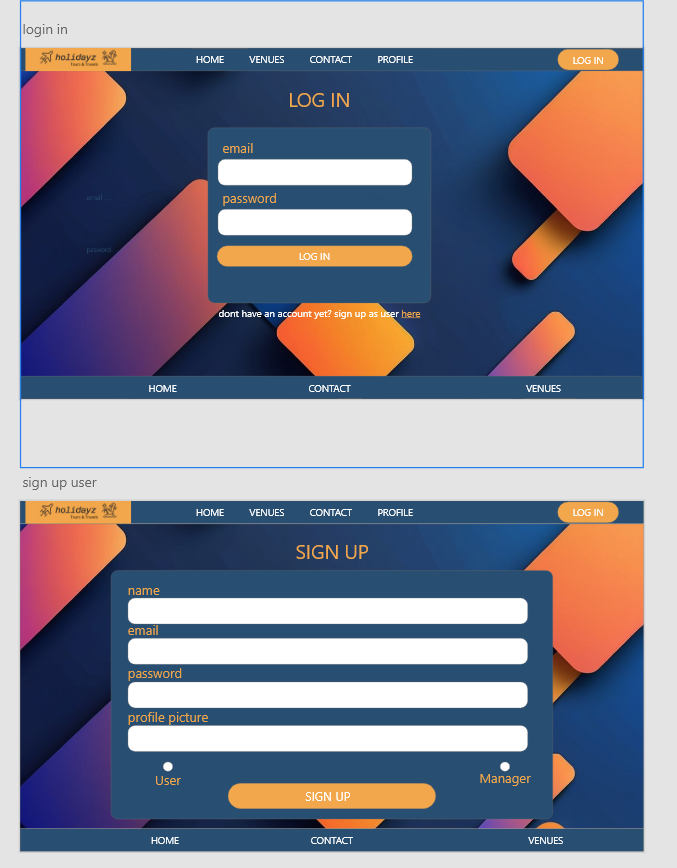 login in
holidayz
Tours & Travels
HOME VENUES CONTACT PROFILE LOG IN
LOG IN
email
email ...
password
password
LOG IN
dont have an account yet? sign up as user here
HOME CONTACT VENUES
sign up user
holidayz
Tours & Travels
HOME VENUES CONTACT PROFILE LOG IN
SIGN UP
name
email
password
profile picture
User
Manager
SIGN UP
HOME CONTACT VENUES